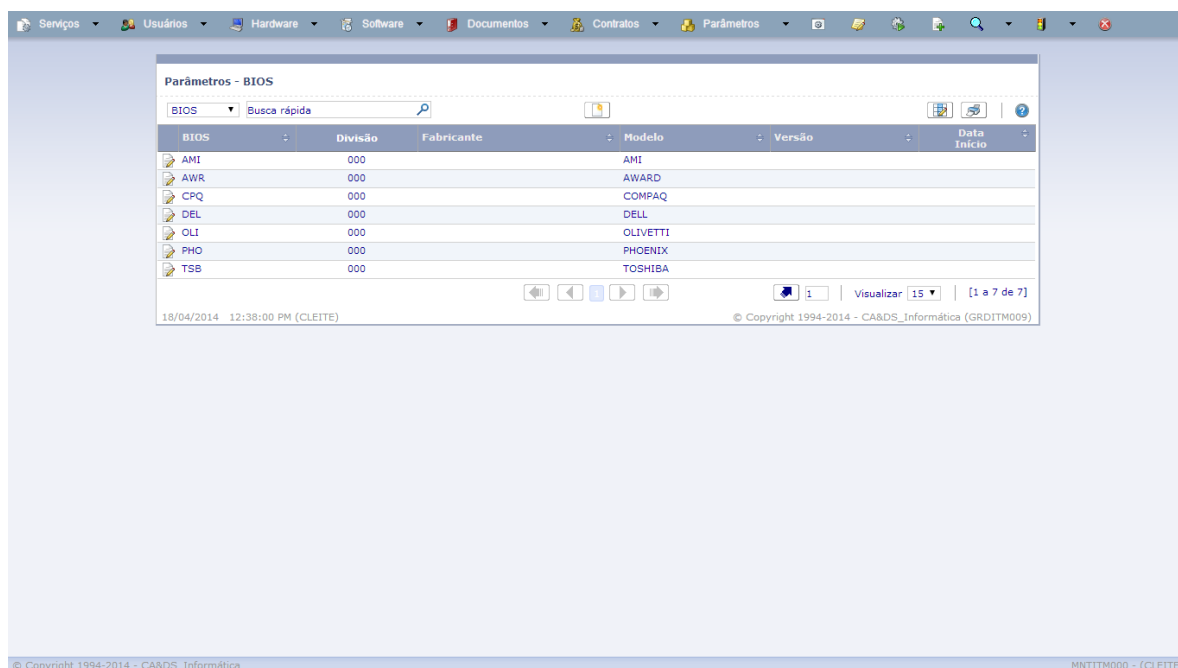 Serviços Usuários Hardware Software Documentos Contratos Parâmetros
Parâmetros - BIOS
BIOS Busca rápida
BIOS Divisão Fabricante Modelo Versão Data Início
AMI 000 AMI
AWR 000 AWARD
CPQ 000 COMPAQ
DEL 000 DELL
OLI 000 OLIVETTI
PHO 000 PHOENIX
TSB 000 TOSHIBA
1 1 Visualizar 15 [1 a 7 de 7]
18/04/2014 12:38:00 PM (CLEITE) © Copyright 1994-2014 - CA&DS_Informática (GRDITM009)
© Copyright 1994-2014 - CA&DS_Informática MNTITM000 - (CLEITE